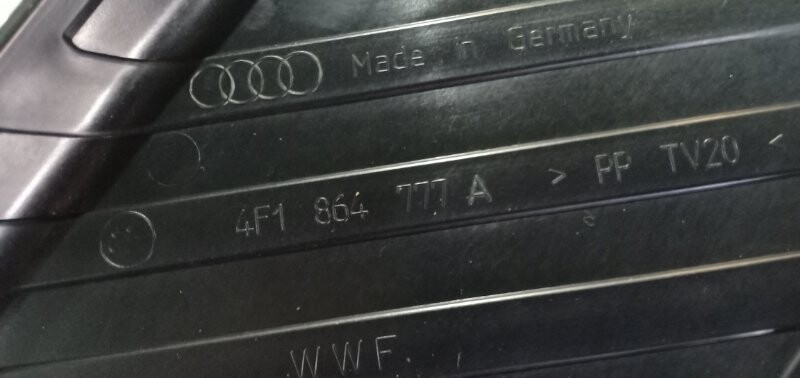 Made in Germany
4F1 864 777 A > PP TV20 <
WWF